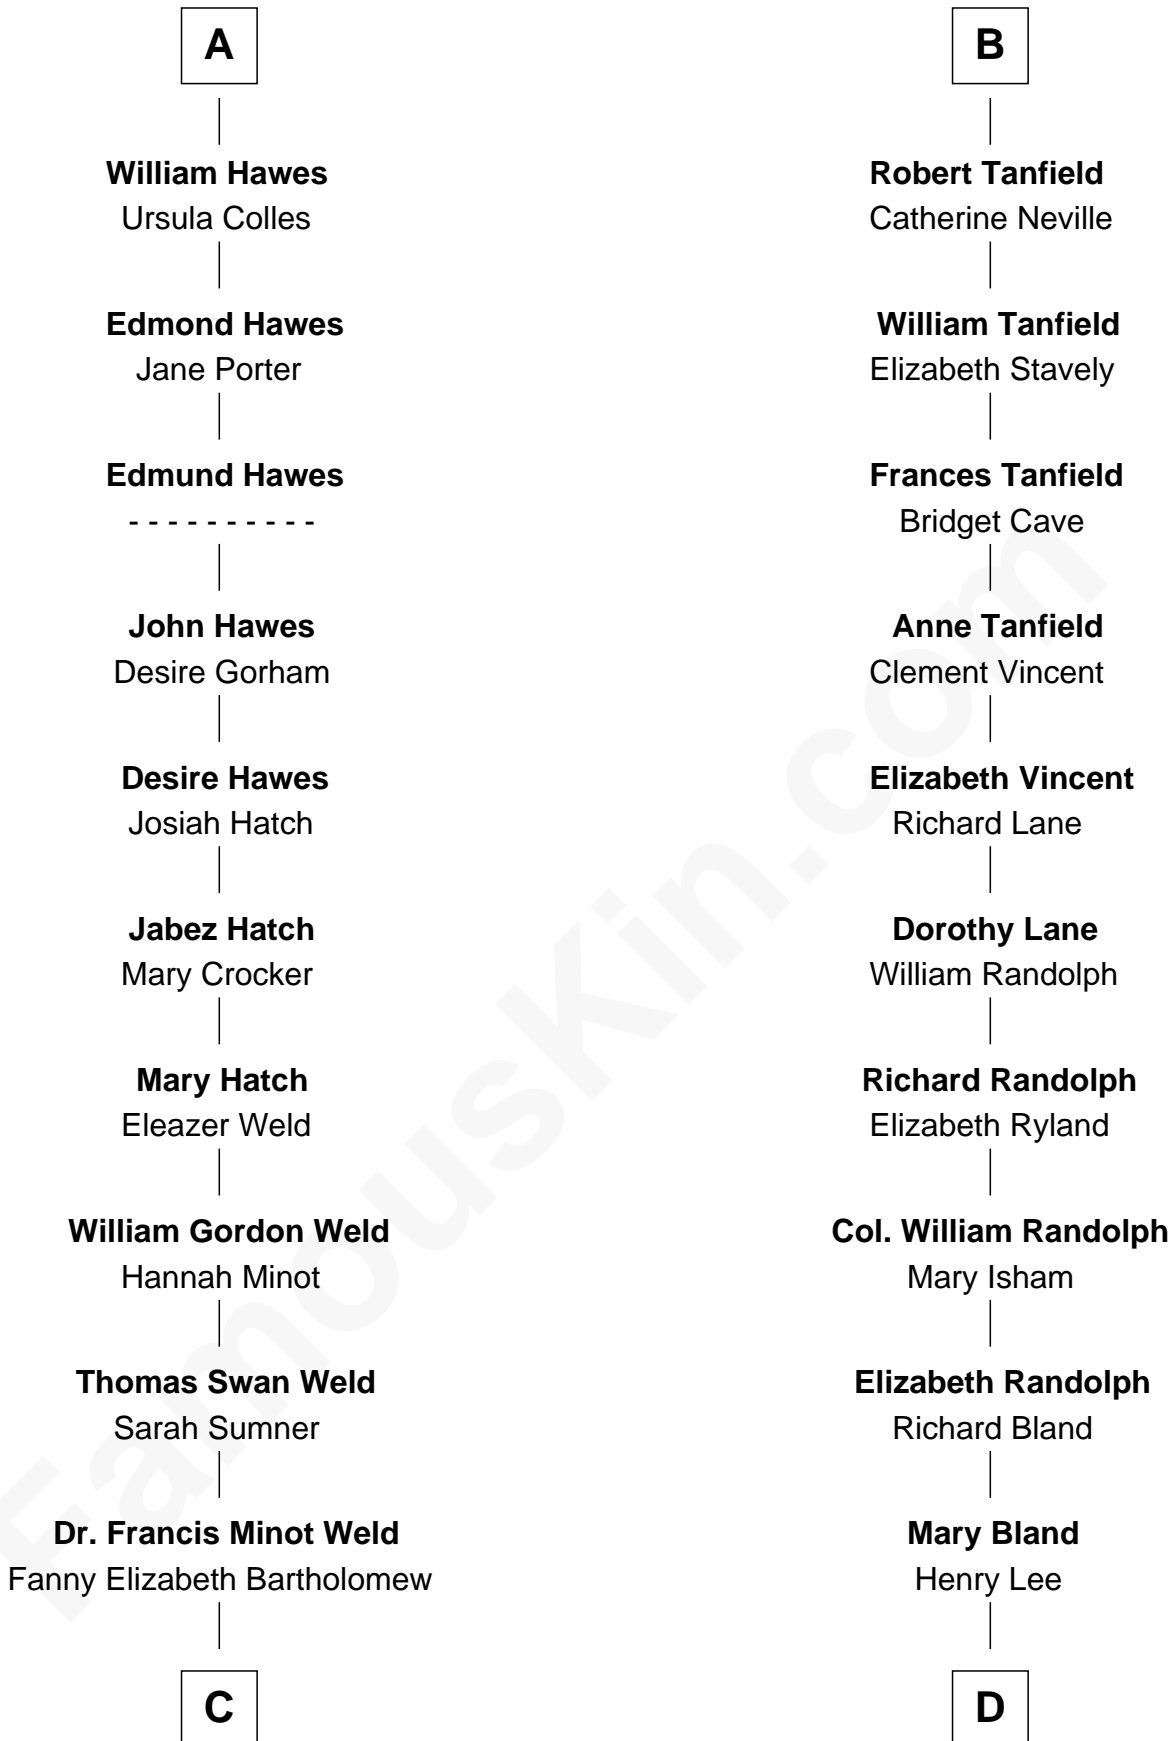 A
William Hawes
Ursula Colles
Edmond Hawes
Jane Porter
Edmund Hawes
- - - - - - - - - -
John Hawes
Desire Gorham
Desire Hawes
Josiah Hatch
Jabez Hatch
Mary Crocker
Mary Hatch
Eleazer Weld
William Gordon Weld
Hannah Minot
Thomas Swan Weld
Sarah Sumner
Dr. Francis Minot Weld
Fanny Elizabeth Bartholomew
C
B
Robert Tanfield
Catherine Neville
William Tanfield
Elizabeth Stavely
Frances Tanfield
Bridget Cave
Anne Tanfield
Clement Vincent
Elizabeth Vincent
Richard Lane
Dorothy Lane
William Randolph
Richard Randolph
Elizabeth Ryland
Col. William Randolph
Mary Isham
Elizabeth Randolph
Richard Bland
Mary Bland
Henry Lee
D
FamousKin.com